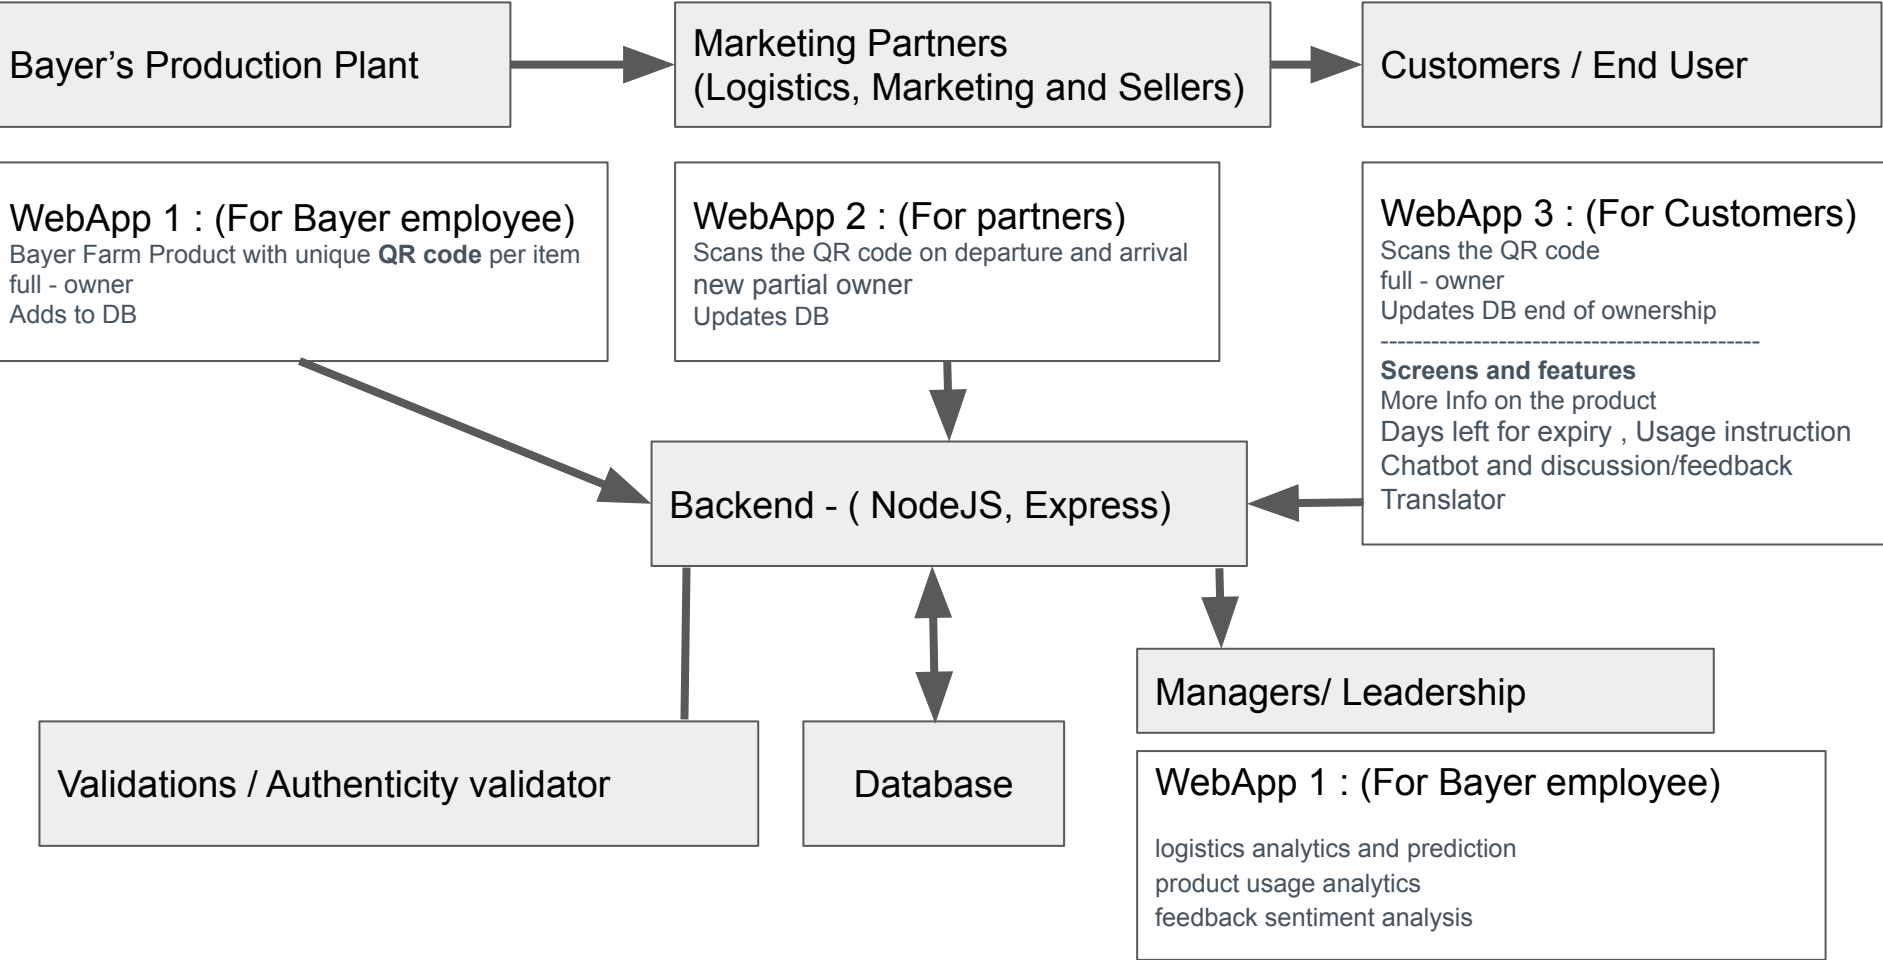 Bayer’s Production Plant
Marketing Partners
(Logistics, Marketing and Sellers)
Customers / End User
WebApp 1 : (For Bayer employee)
Bayer Farm Product with unique QR code per item
full - owner
Adds to DB
WebApp 2 : (For partners)
Scans the QR code on departure and arrival
new partial owner
Updates DB
WebApp 3 : (For Customers)
Scans the QR code
full - owner
Updates DB end of ownership
---------------------------------------------
Screens and features
More Info on the product
Days left for expiry , Usage instruction
Chatbot and discussion/feedback
Translator
Backend - ( NodeJS, Express)
Validations / Authenticity validator
Database
Managers/ Leadership
WebApp 1 : (For Bayer employee)
logistics analytics and prediction
product usage analytics
feedback sentiment analysis